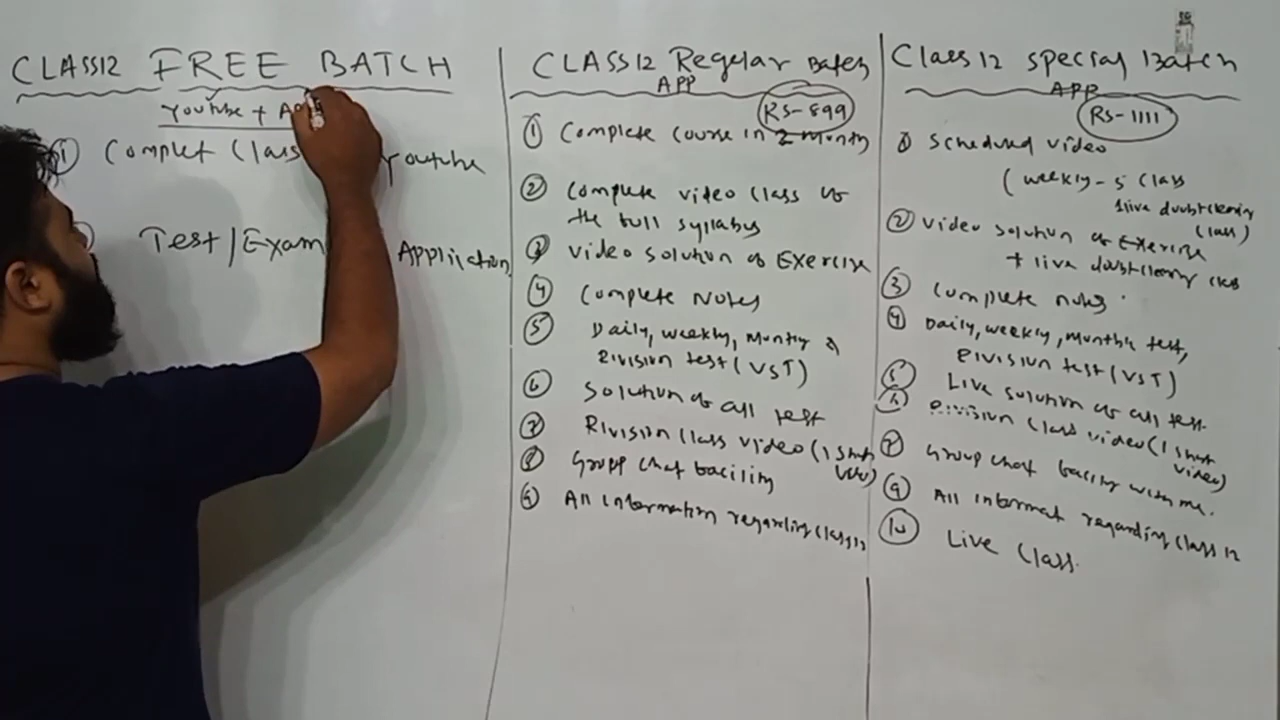 CLASS12 FREE BATCH
Youtube + A
① Complet Class
Youtube
Test/Exam
Application
CLASS12 Regular Batch
APP
RS-899
① Complete Course in 2 Month
② Complete video class of
the full syllabus
③ video solution of Exercise
④ Complete Notes
⑤ Daily, weekly, Montly &
Rivision test (VST)
⑥ Solution of all test
⑦ Rivision Class video (1 Shot
⑧ Group chat facility
⑨ All information regarding class12
Class 12 special Batch
APP
RS-1111
① Scheduled video
(weekly - 5 class
1 live doubt clearing
class)
② video solution of Exercise
+ live doubt clearing class
③ Complete notes.
④ Daily, weekly, Monthly test,
Rivision test (VST)
⑤ Live solution of all test
Rivision Class video (1 shot
video)
Group chat facility with me.
⑨ All informat regarding class 12
⑩ Live Class.